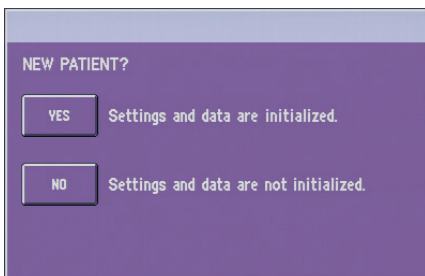 NEW PATIENT?
YES Settings and data are initialized.
NO Settings and data are not initialized.